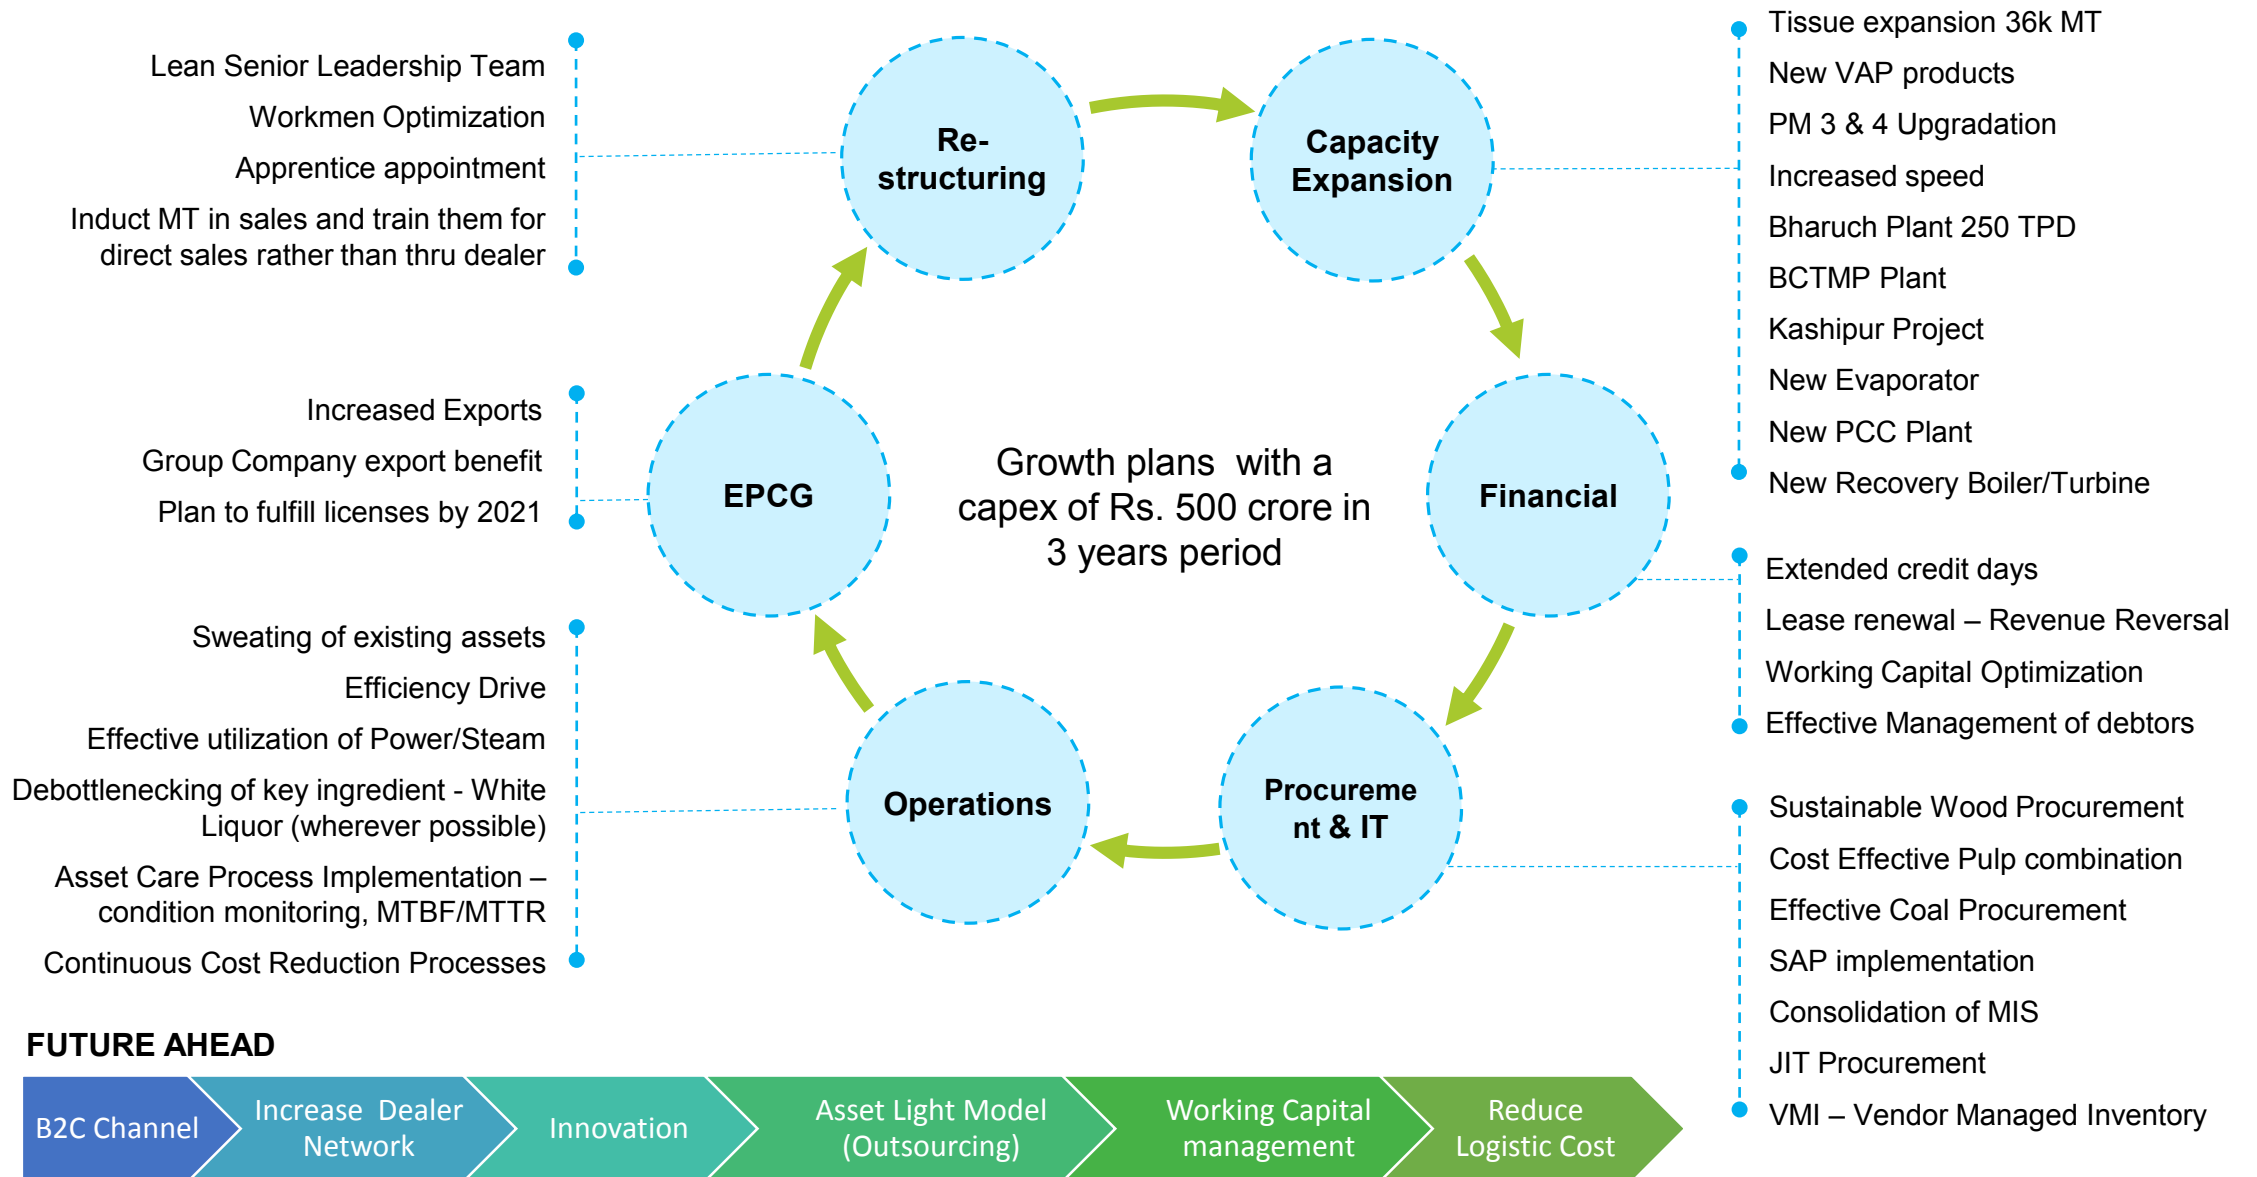 Lean Senior Leadership Team
Workmen Optimization
Apprentice appointment
Induct MT in sales and train them for
direct sales rather than thru dealer
Re-
structuring
Capacity
Expansion
Tissue expansion 36k MT
New VAP products
PM 3 & 4 Upgradation
Increased speed
Bharuch Plant 250 TPD
BCTMP Plant
Kashipur Project
New Evaporator
New PCC Plant
New Recovery Boiler/Turbine
Increased Exports
Group Company export benefit
Plan to fulfill licenses by 2021
EPCG
Growth plans with a
capex of Rs. 500 crore in
3 years period
Financial
Extended credit days
Lease renewal – Revenue Reversal
Working Capital Optimization
Effective Management of debtors
Sweating of existing assets
Efficiency Drive
Effective utilization of Power/Steam
Debottlenecking of key ingredient - White
Liquor (wherever possible)
Asset Care Process Implementation –
condition monitoring, MTBF/MTTR
Continuous Cost Reduction Processes
Operations
Procureme
nt & IT
Sustainable Wood Procurement
Cost Effective Pulp combination
Effective Coal Procurement
SAP implementation
Consolidation of MIS
JIT Procurement
VMI – Vendor Managed Inventory
FUTURE AHEAD
B2C Channel
Increase Dealer
Network
Innovation
Asset Light Model
(Outsourcing)
Working Capital
management
Reduce
Logistic Cost